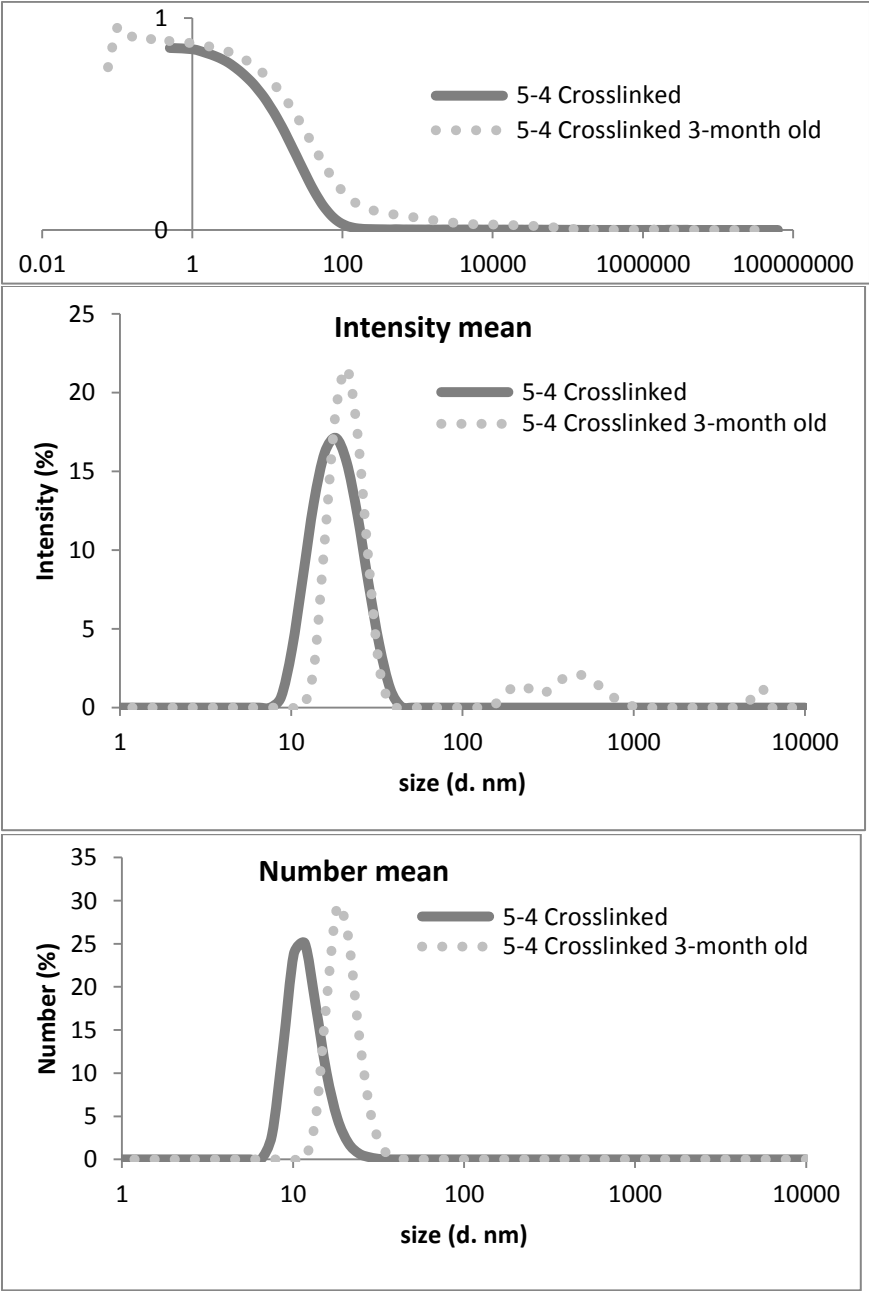 1
5-4 Crosslinked
5-4 Crosslinked 3-month old
0
0.01 1 100 10000 1000000 100000000
25
Intensity mean
20
5-4 Crosslinked
5-4 Crosslinked 3-month old
15
Intensity (%)
10
5
0
1 10 100 1000 10000
size (d. nm)
35
Number mean
30
5-4 Crosslinked
5-4 Crosslinked 3-month old
25
20
Number (%)
15
10
5
0
1 10 100 1000 10000
size (d. nm)